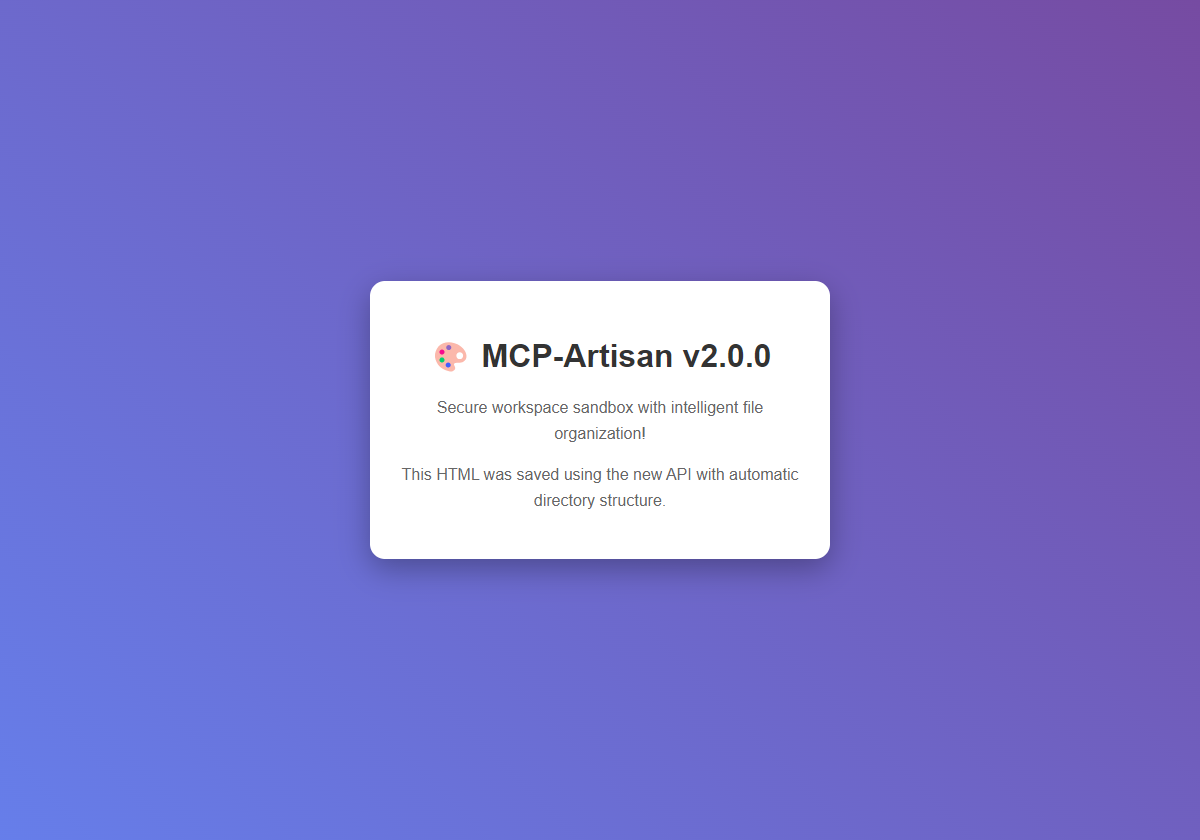 🎨 MCP-Artisan v2.0.0
Secure workspace sandbox with intelligent file
organization!
This HTML was saved using the new API with automatic
directory structure.